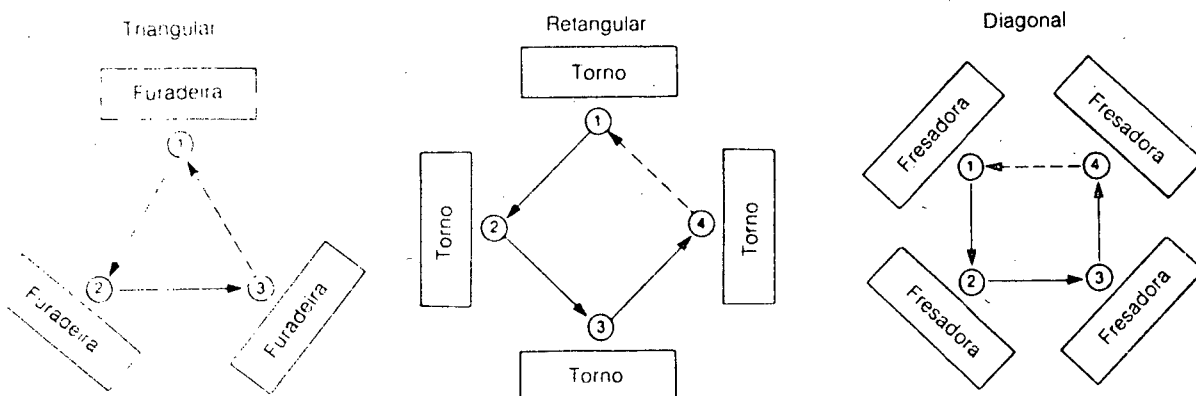 Triangular
Furadeira
1
2
3
Furadeira
Furadeira
Retangular
Torno
1
Torno
2
4
Torno
3
Torno
Diagonal
Fresadora
Fresadora
1
4
2
3
Fresadora
Fresadora